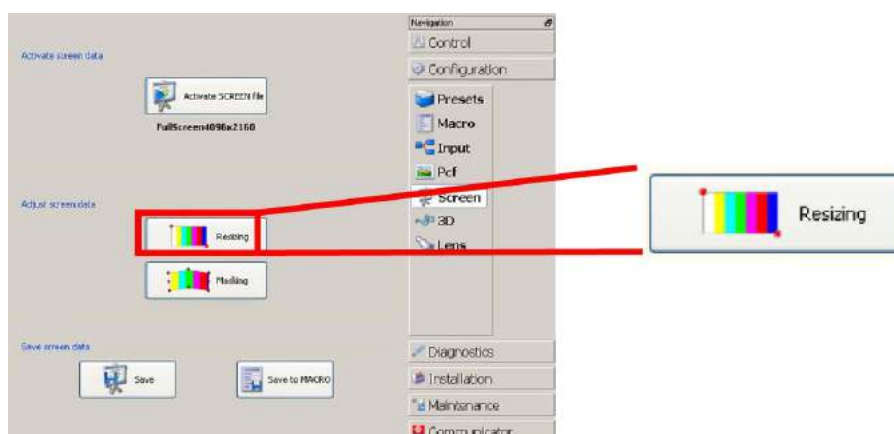 Navigation
Control
Activate screen data
Configuration
Activate SCREEN file
Presets
FullScreen4096x2160
Macro
Input
Pcf
Screen
Adjust screen data
3D
Resizing
Resizing
Lens
Masking
Save screen data
Diagnostics
Save
Save to MACRO
Installation
Maintenance
Communicator